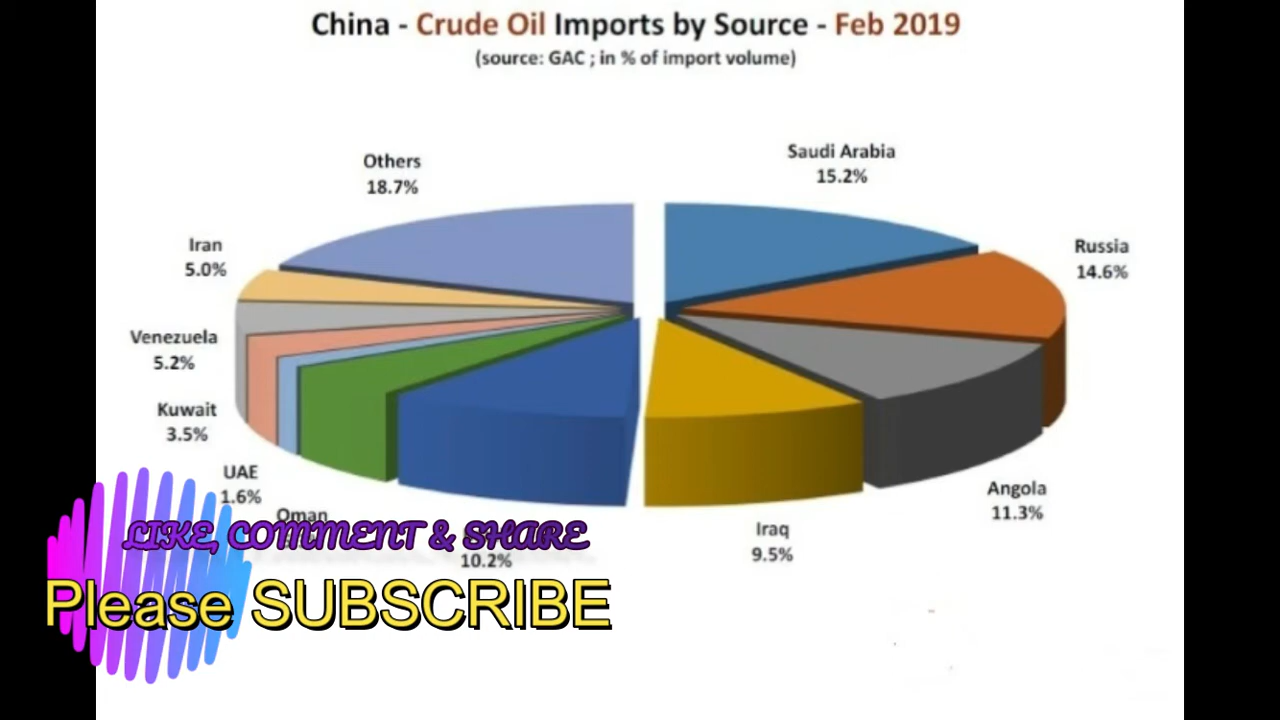 China - Crude Oil Imports by Source - Feb 2019
(source: GAC ; in % of import volume)
Others
18.7%
Saudi Arabia
15.2%
Iran
5.0%
Russia
14.6%
Venezuela
5.2%
Kuwait
3.5%
UAE
1.6%
Oman
Angola
11.3%
Iraq
9.5%
10.2%
LIKE, COMMENT & SHARE
Please SUBSCRIBE